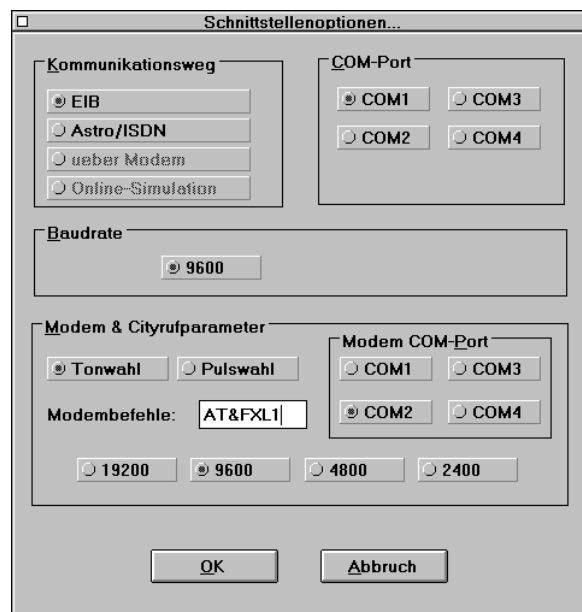 Schnittstellenoptionen...
Kommunikationsweg
EIB
Astro/ISDN
ueber Modem
Online-Simulation
COM-Port
COM1 COM3
COM2 COM4
Baudrate
9600
Modem & Cityrufparameter
Tonwahl Pulswahl
Modembefehle: AT&FXL1
Modem COM-Port
COM1 COM3
COM2 COM4
19200 9600 4800 2400
OK Abbruch